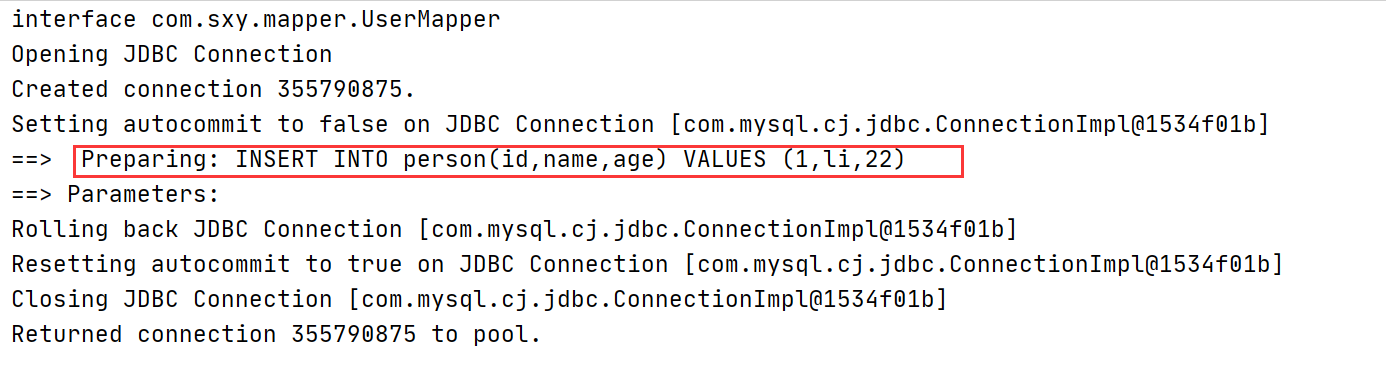 interface com.sxy.mapper.UserMapper
Opening JDBC Connection
Created connection 355790875.
Setting autocommit to false on JDBC Connection [com.mysql.cj.jdbc.ConnectionImpl@1534f01b]
==>  Preparing: INSERT INTO person(id,name,age) VALUES (1,li,22)
==> Parameters:
Rolling back JDBC Connection [com.mysql.cj.jdbc.ConnectionImpl@1534f01b]
Resetting autocommit to true on JDBC Connection [com.mysql.cj.jdbc.ConnectionImpl@1534f01b]
Closing JDBC Connection [com.mysql.cj.jdbc.ConnectionImpl@1534f01b]
Returned connection 355790875 to pool.